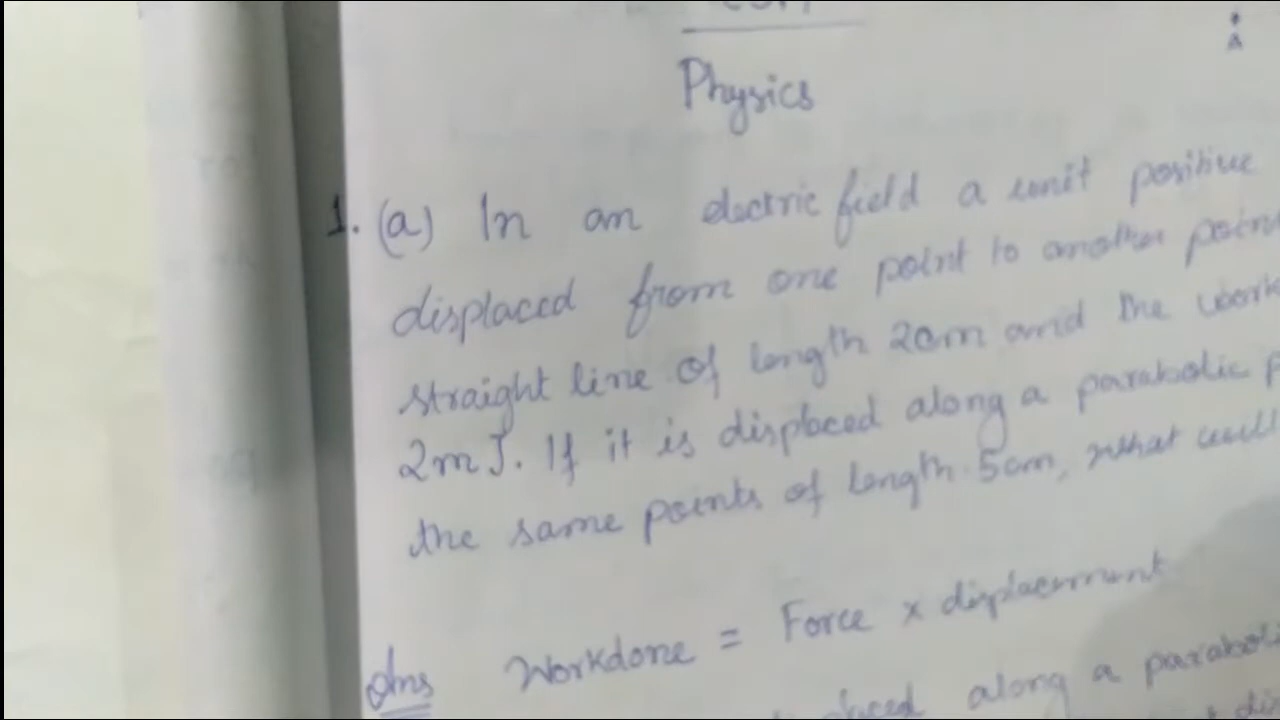 Physics
A
1. (a) In an electric field a unit positive
displaced from one point to another point
straight line of length 2cm and the work
2mJ. If it is displaced along a parabolic p
the same points of length 5cm, what will
Ans Workdone = Force x displacement
along a parabol